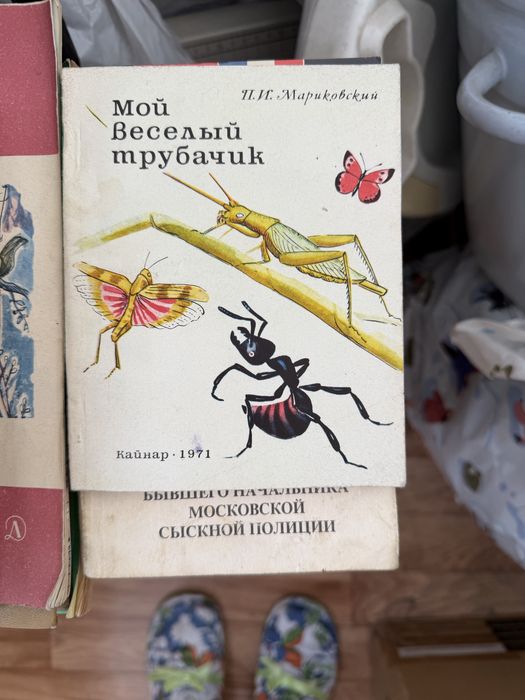 П.И. Мариковский
Мой
веселый
трубачик
Кайнар · 1971
БЫВШЕГО НАЧАЛЬНИКА
МОСКОВСКОЙ
СЫСКНОЙ ПОЛИЦИИ